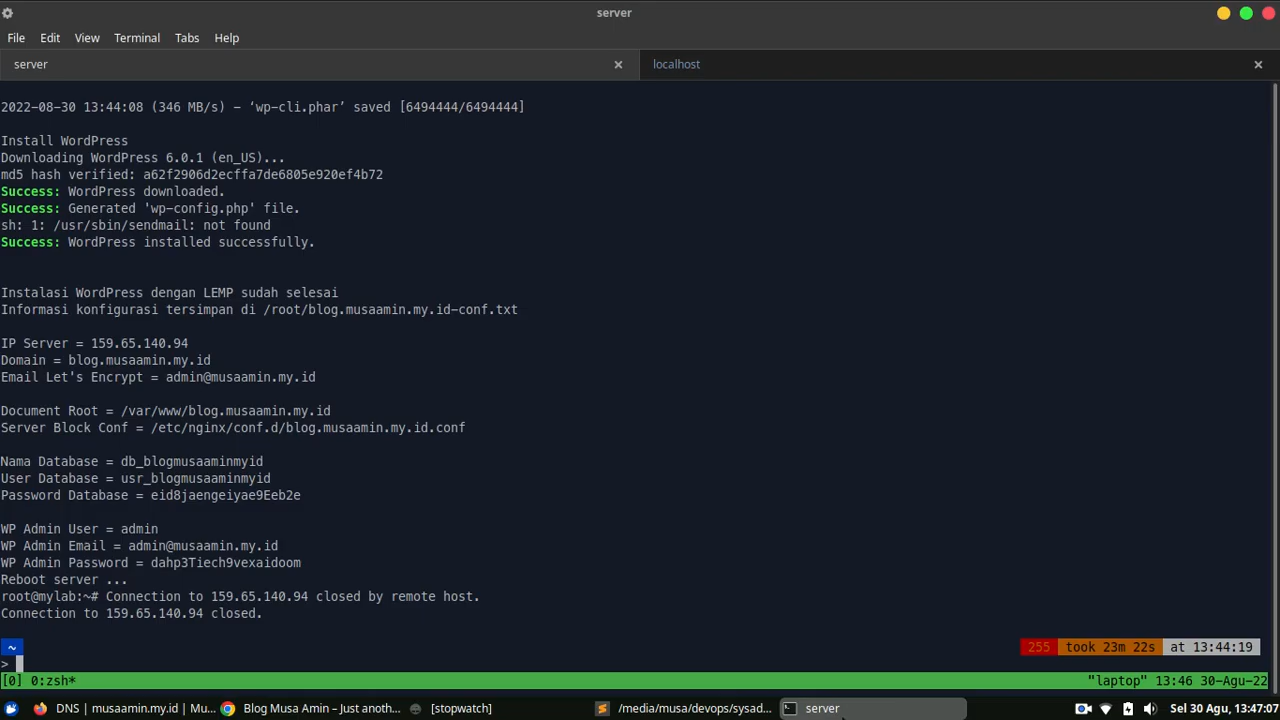 server
File Edit View Terminal Tabs Help
server × localhost ×
2022-08-30 13:44:08 (346 MB/s) - ‘wp-cli.phar’ saved [6494444/6494444]
Install WordPress
Downloading WordPress 6.0.1 (en_US)...
md5 hash verified: a62f2906d2ecffa7de6805e920ef4b72
Success: WordPress downloaded.
Success: Generated 'wp-config.php' file.
sh: 1: /usr/sbin/sendmail: not found
Success: WordPress installed successfully.
Instalasi WordPress dengan LEMP sudah selesai
Informasi konfigurasi tersimpan di /root/blog.musaamin.my.id-conf.txt
IP Server = 159.65.140.94
Domain = blog.musaamin.my.id
Email Let's Encrypt = admin@musaamin.my.id
Document Root = /var/www/blog.musaamin.my.id
Server Block Conf = /etc/nginx/conf.d/blog.musaamin.my.id.conf
Nama Database = db_blogmusaaminmyid
User Database = usr_blogmusaaminmyid
Password Database = eid8jaengeiyae9Eeb2e
WP Admin User = admin
WP Admin Email = admin@musaamin.my.id
WP Admin Password = dahp3Tiech9vexaidoom
Reboot server ...
root@mylab:~# Connection to 159.65.140.94 closed by remote host.
Connection to 159.65.140.94 closed.
~ 255 took 23m 22s at 13:44:19
>
[0] 0:zsh* "laptop" 13:46 30-Agu-22
DNS | musaamin.my.id | Mu... Blog Musa Amin – Just anoth... [stopwatch] /media/musa/devops/sysad... server Sel 30 Agu, 13:47:07